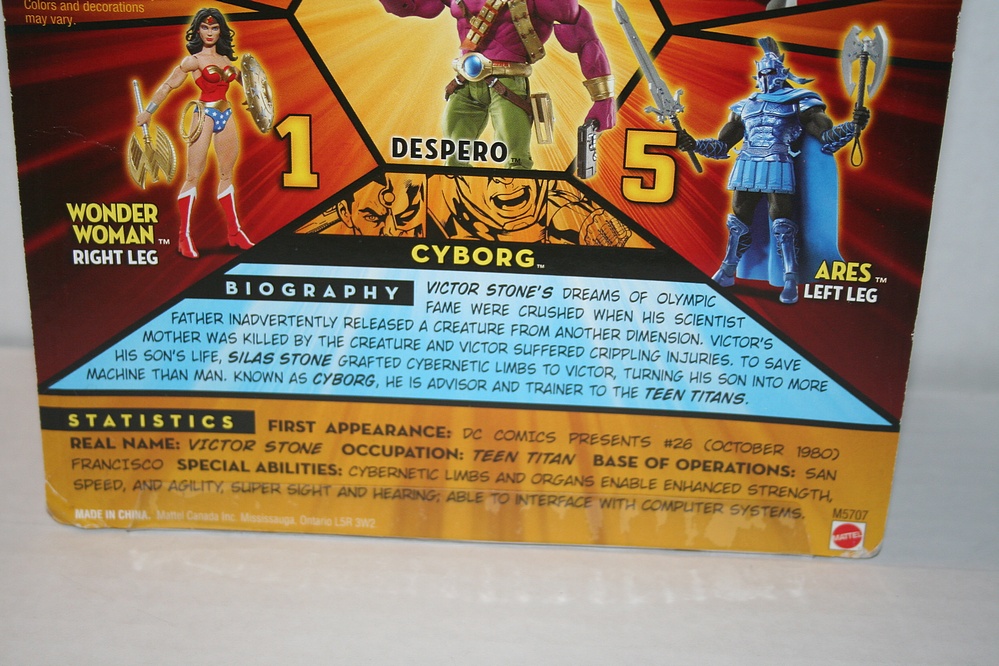 Colors and decorations
may vary.
1
DESPERO™
5
WONDER
WOMAN™
RIGHT LEG
CYBORG™
ARES™
LEFT LEG
BIOGRAPHY VICTOR STONE'S DREAMS OF OLYMPIC
FAME WERE CRUSHED WHEN HIS SCIENTIST
FATHER INADVERTENTLY RELEASED A CREATURE FROM ANOTHER DIMENSION. VICTOR'S
MOTHER WAS KILLED BY THE CREATURE AND VICTOR SUFFERED CRIPPLING INJURIES. TO SAVE
HIS SON'S LIFE, SILAS STONE GRAFTED CYBERNETIC LIMBS TO VICTOR, TURNING HIS SON INTO MORE
MACHINE THAN MAN. KNOWN AS CYBORG, HE IS ADVISOR AND TRAINER TO THE TEEN TITANS.
STATISTICS FIRST APPEARANCE: DC COMICS PRESENTS #26 (OCTOBER 1980)
REAL NAME: VICTOR STONE OCCUPATION: TEEN TITAN BASE OF OPERATIONS: SAN
FRANCISCO SPECIAL ABILITIES: CYBERNETIC LIMBS AND ORGANS ENABLE ENHANCED STRENGTH,
SPEED, AND AGILITY, SUPER SIGHT AND HEARING; ABLE TO INTERFACE WITH COMPUTER SYSTEMS.
MADE IN CHINA. Mattel Canada Inc. Mississauga, Ontario L5R 3W2
M5707
MATTEL